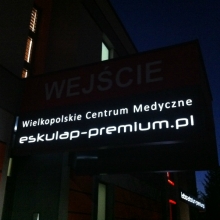 WEJŚCIE
Wielkopolskie Centrum Medyczne
eskulap-premium.pl